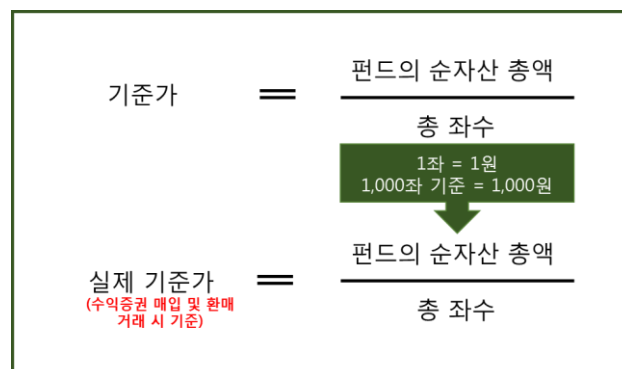 기준가 = 펀드의 순자산 총액
총 좌수
1좌 = 1원
1,000좌 기준 = 1,000원
실제 기준가 = 펀드의 순자산 총액
(수익증권 매입 및 환매
거래 시 기준)
총 좌수